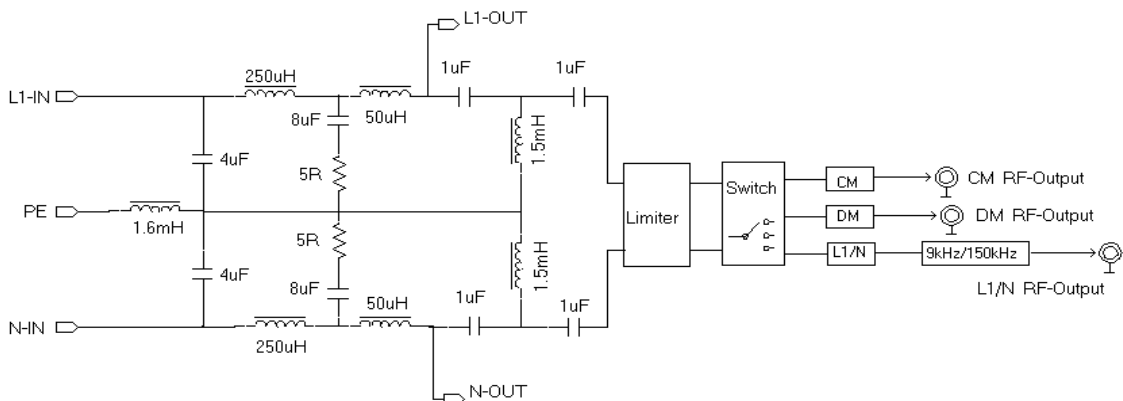 L1-OUT
1uF
1uF
250uH
L1-IN
8uF
50uH
1.5mH
4uF
5R
Switch
CM
CM RF-Output
PE
Limiter
DM
DM RF-Output
1.6mH
5R
L1/N
9kHz/150kHz
1.5mH
4uF
8uF
50uH
1uF
L1/N RF-Output
1uF
N-IN
250uH
N-OUT